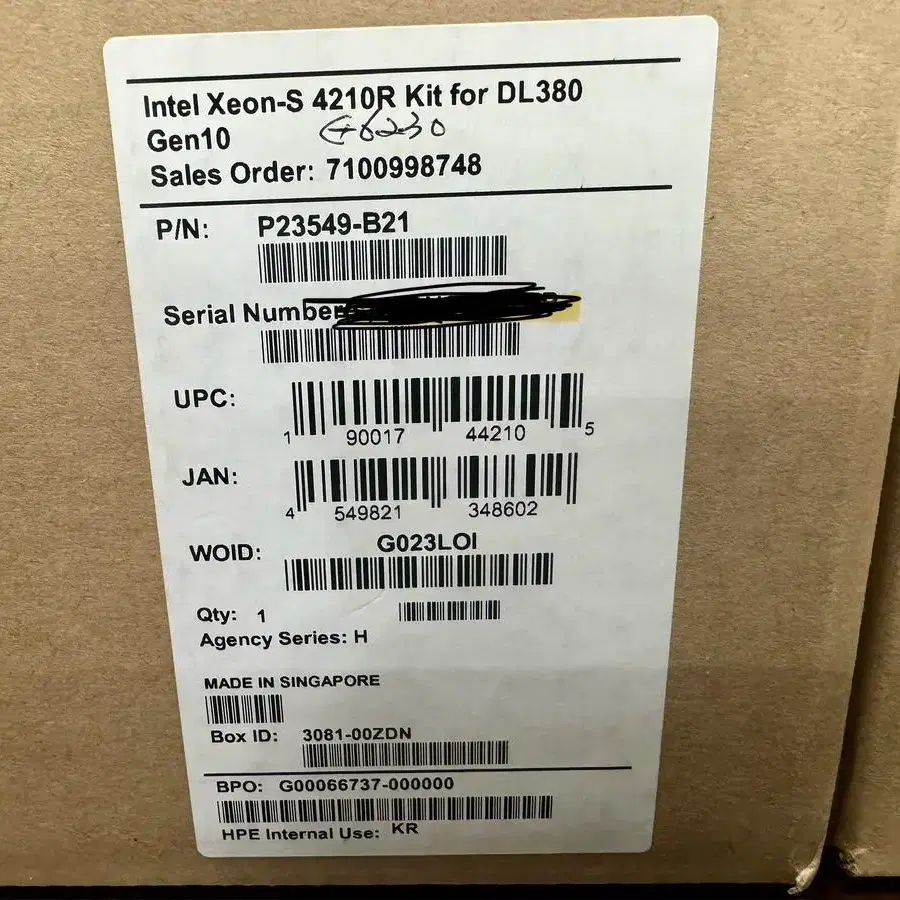 Intel Xeon-S 4210R Kit for DL380
Gen10
G6230
Sales Order: 7100998748
P/N: P23549-B21
Serial Number
UPC:
1 90017 44210 5
JAN:
4 549821 348602
WOID: G023LOI
Qty: 1
Agency Series: H
MADE IN SINGAPORE
Box ID: 3081-00ZDN
BPO: G00066737-000000
HPE Internal Use: KR